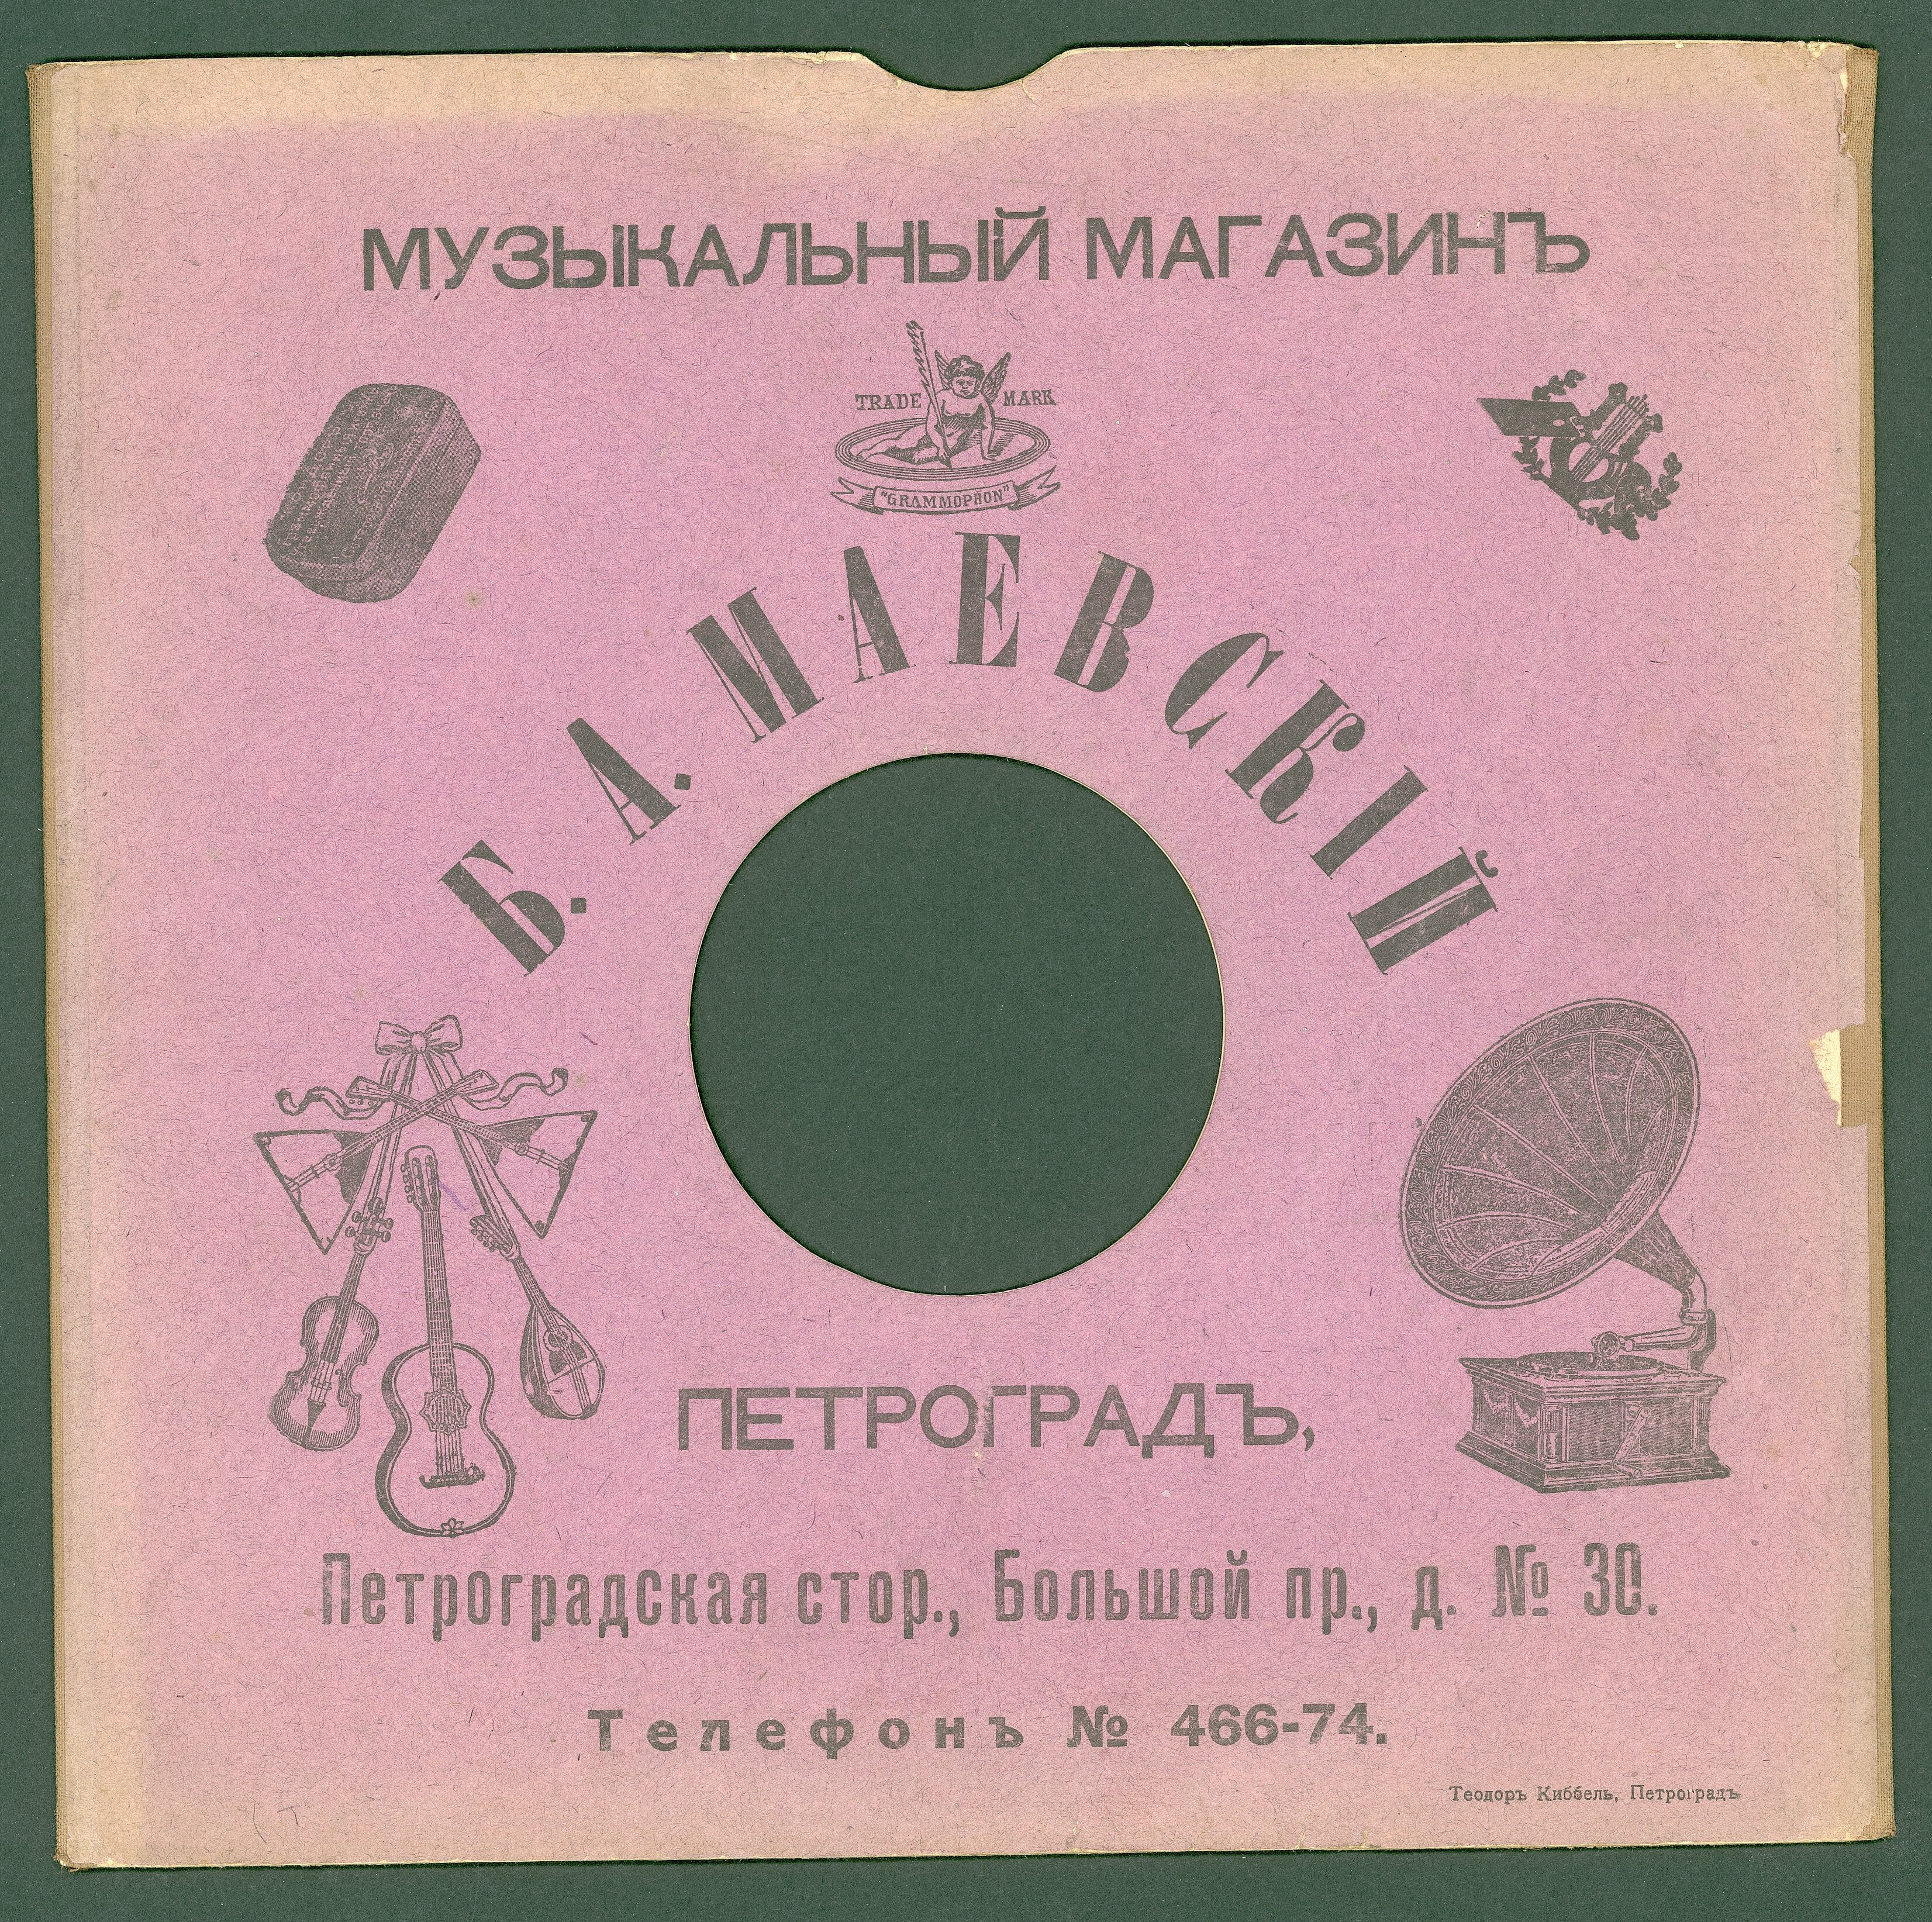 МУЗЫКАЛЬНЫЙ МАГАЗИНЪ
TRADE MARK
"GRAMMOPHON"
Б. А. МАЕВСКІЙ
ПЕТРОГРАДЪ,
Петроградская стор., Большой пр., д. № 30.
Телефонъ № 466-74.
Теодоръ Киббель, Петроградъ